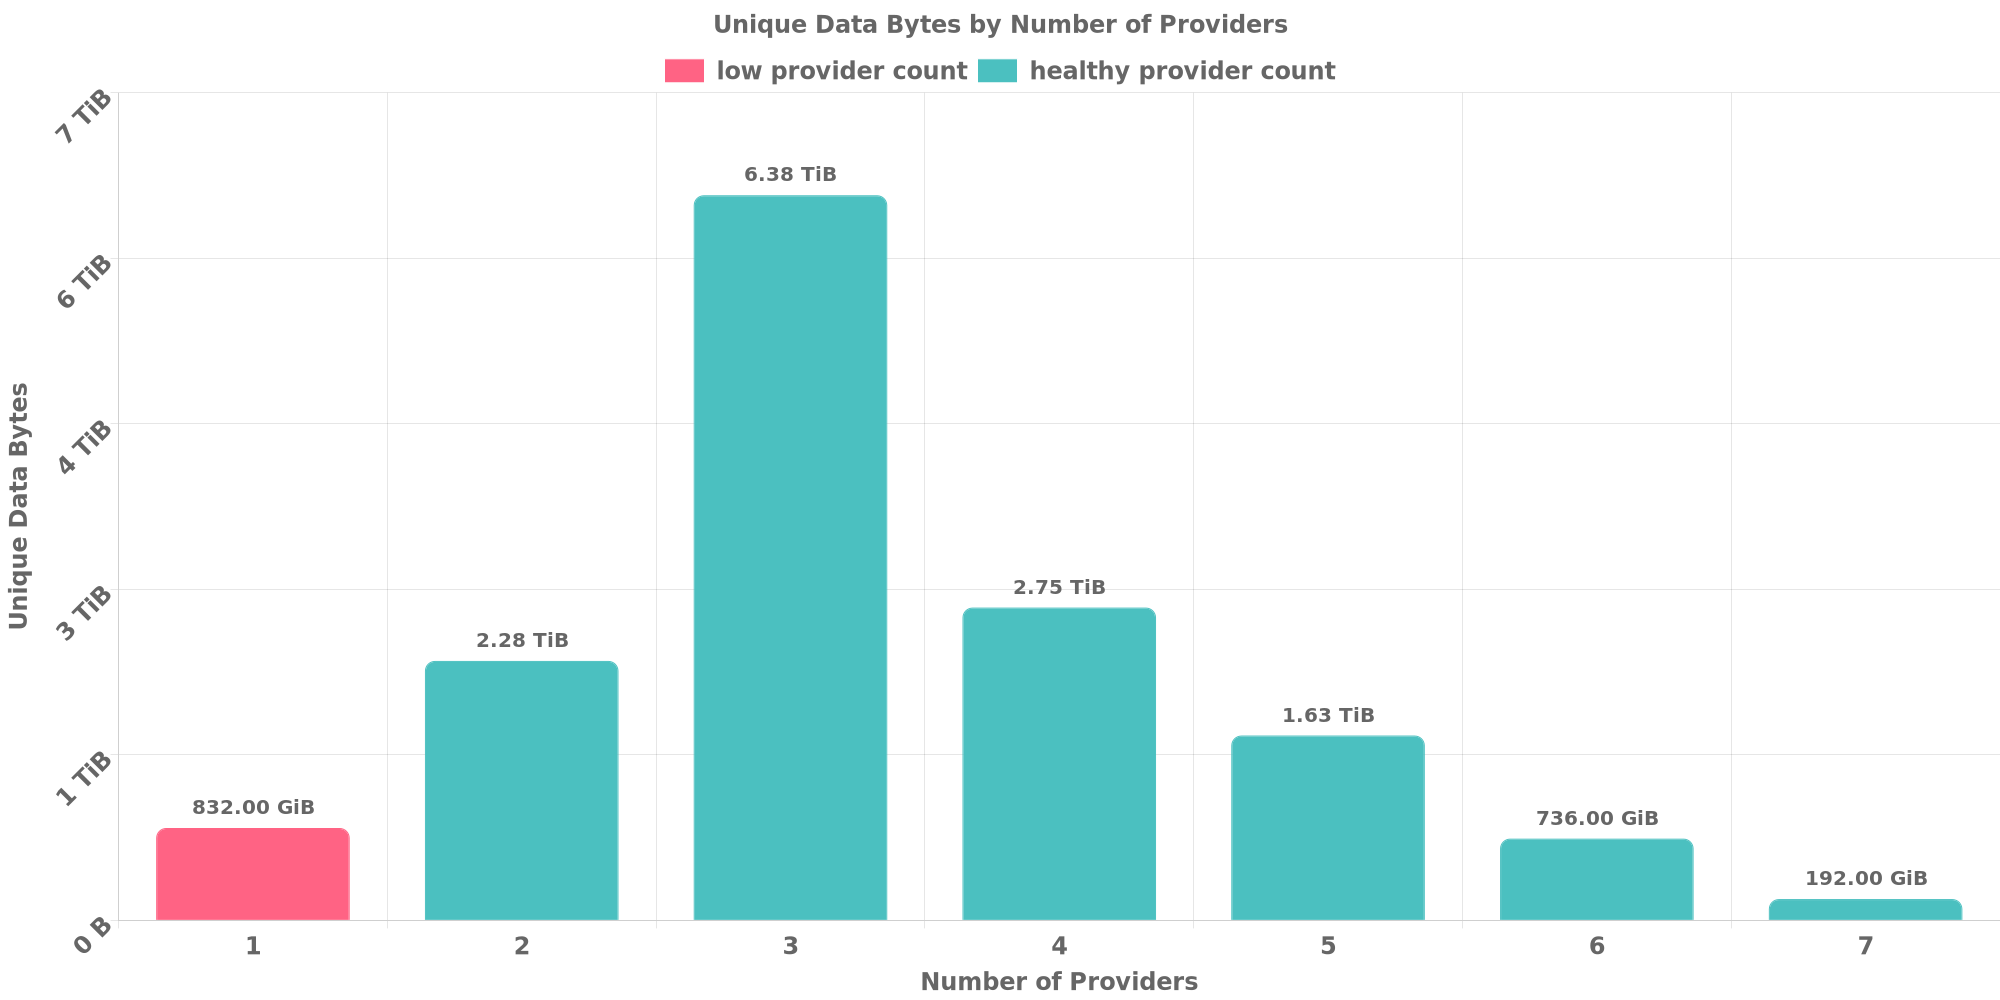 Unique Data Bytes by Number of Providers
low provider count healthy provider count
7 TiB
6 TiB
4 TiB
3 TiB
1 TiB
0 B
Unique Data Bytes
832.00 GiB
2.28 TiB
6.38 TiB
2.75 TiB
1.63 TiB
736.00 GiB
192.00 GiB
1 2 3 4 5 6 7
Number of Providers